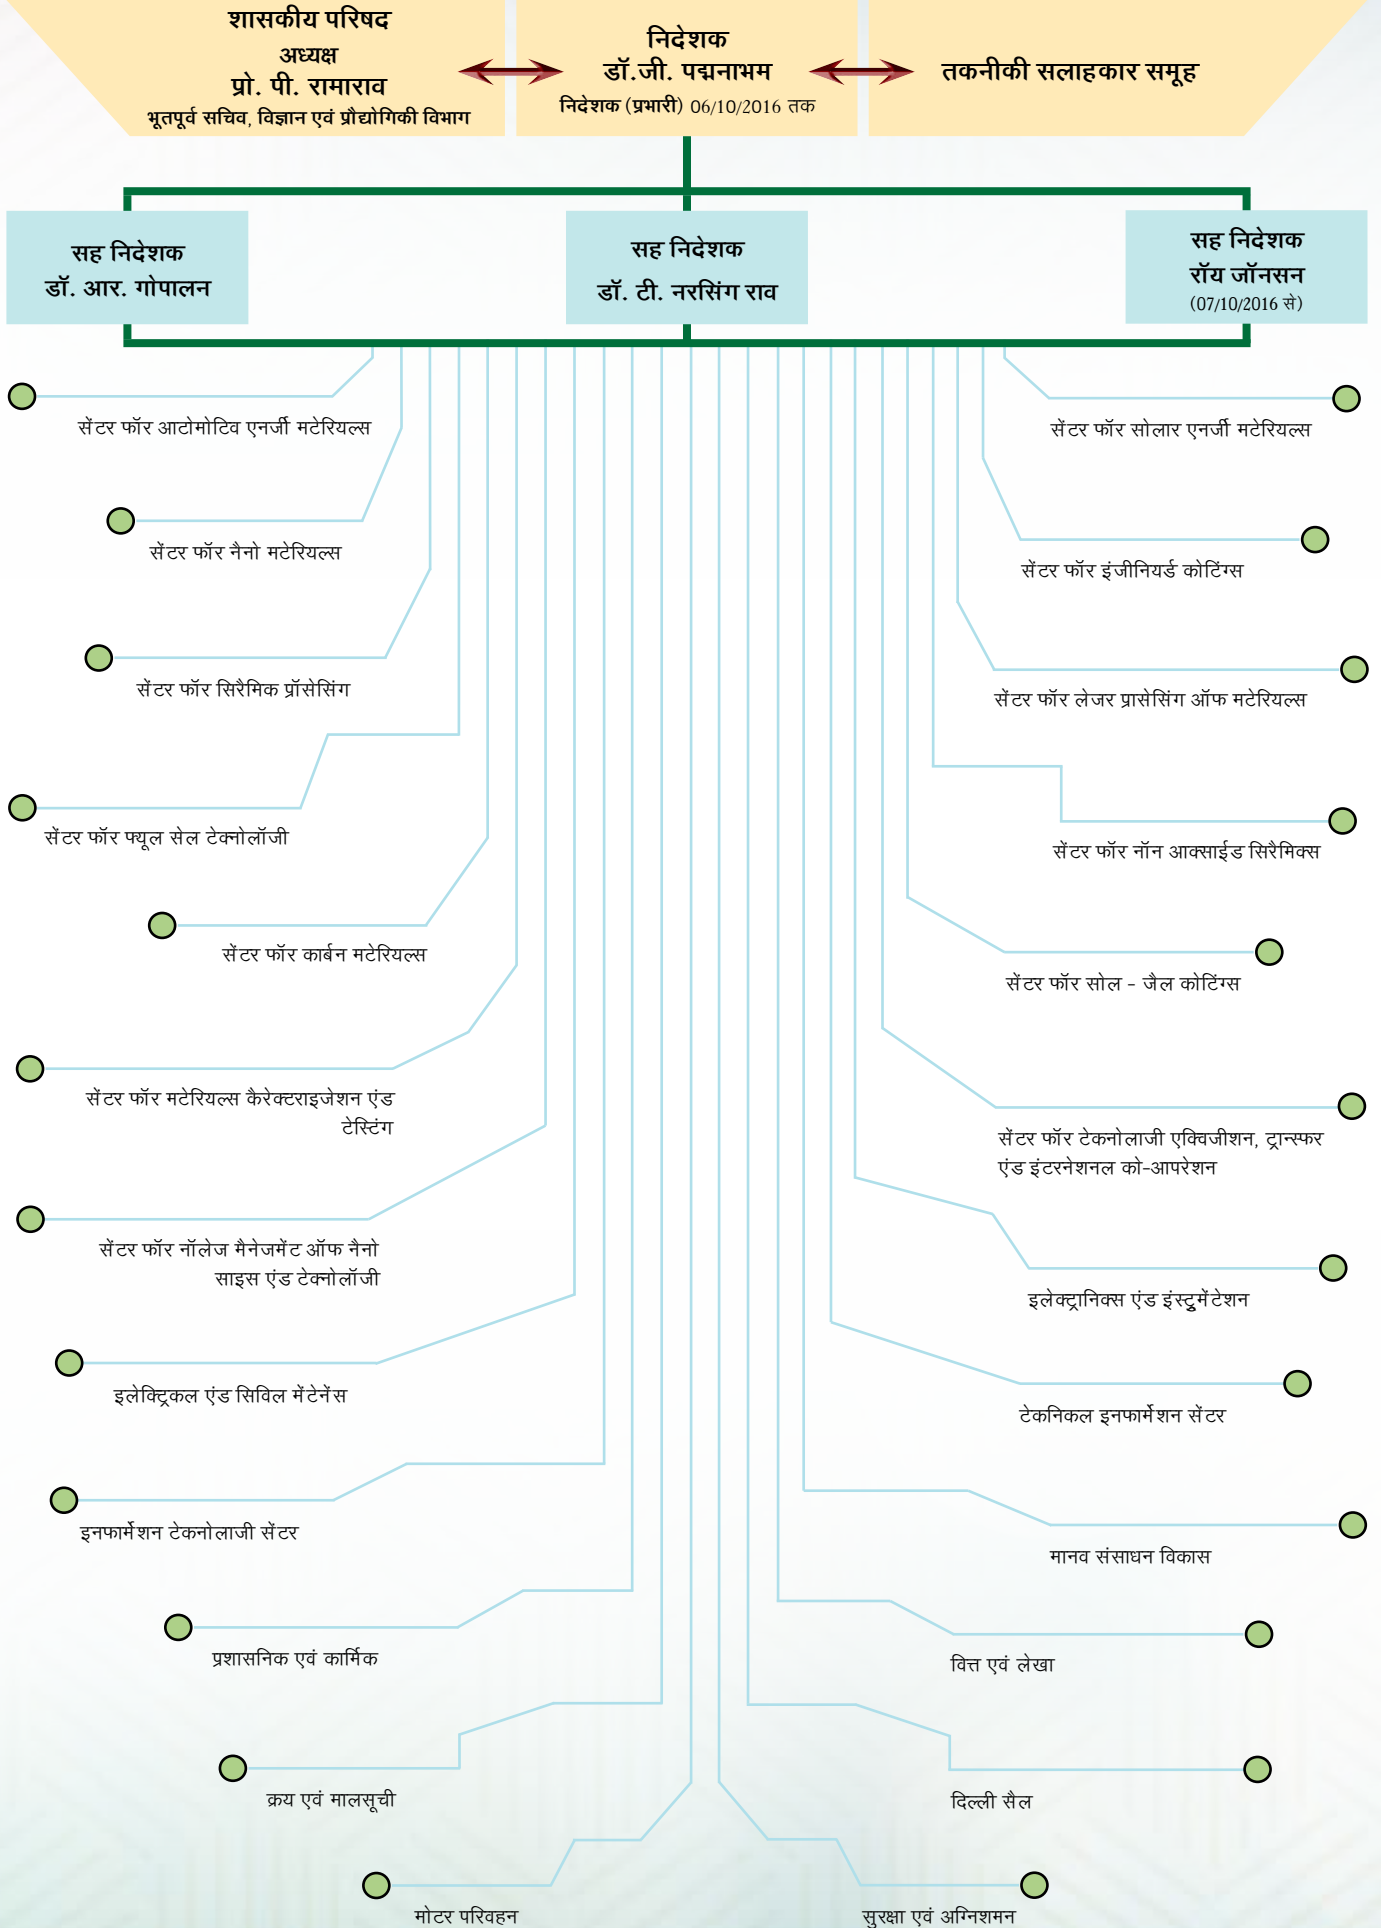 शासकीय परिषद
अध्यक्ष
प्रो. पी. रामाराव
भूतपूर्व सचिव, विज्ञान एवं प्रौद्योगिकी विभाग
निदेशक
डॉ.जी. पद्मनाभम
निदेशक (प्रभारी) 06/10/2016 तक
तकनीकी सलाहकार समूह
सह निदेशक
डॉ. आर. गोपालन
सह निदेशक
डॉ. टी. नरसिंग राव
सह निदेशक
रॉय जॉनसन
(07/10/2016 से)
सेंटर फॉर आटोमोटिव एनर्जी मटेरियल्स
सेंटर फॉर नैनो मटेरियल्स
सेंटर फॉर सिरैमिक प्रॉसेसिंग
सेंटर फॉर फ्यूल सेल टेक्नोलॉजी
सेंटर फॉर कार्बन मटेरियल्स
सेंटर फॉर मटेरियल्स कैरेक्टराइजेशन एंड
टेस्टिंग
सेंटर फॉर नॉलेज मैनेजमेंट ऑफ नैनो
साइस एंड टेक्नोलॉजी
इलेक्ट्रिकल एंड सिविल मेंटेनेंस
इनफार्मेशन टेकनोलाजी सेंटर
प्रशासनिक एवं कार्मिक
क्रय एवं मालसूची
मोटर परिवहन
सेंटर फॉर सोलार एनर्जी मटेरियल्स
सेंटर फॉर इंजीनियर्ड कोटिंग्स
सेंटर फॉर लेजर प्रासेसिंग ऑफ मटेरियल्स
सेंटर फॉर नॉन आक्साईड सिरैमिक्स
सेंटर फॉर सोल - जैल कोटिंग्स
सेंटर फॉर टेकनोलाजी एक्विजीशन, ट्रान्स्फर
एंड इंटरनेशनल को-आपरेशन
इलेक्ट्रानिक्स एंड इंस्ट्रुमेंटेशन
टेकनिकल इनफार्मेशन सेंटर
मानव संसाधन विकास
वित्त एवं लेखा
दिल्ली सैल
सुरक्षा एवं अग्निशमन